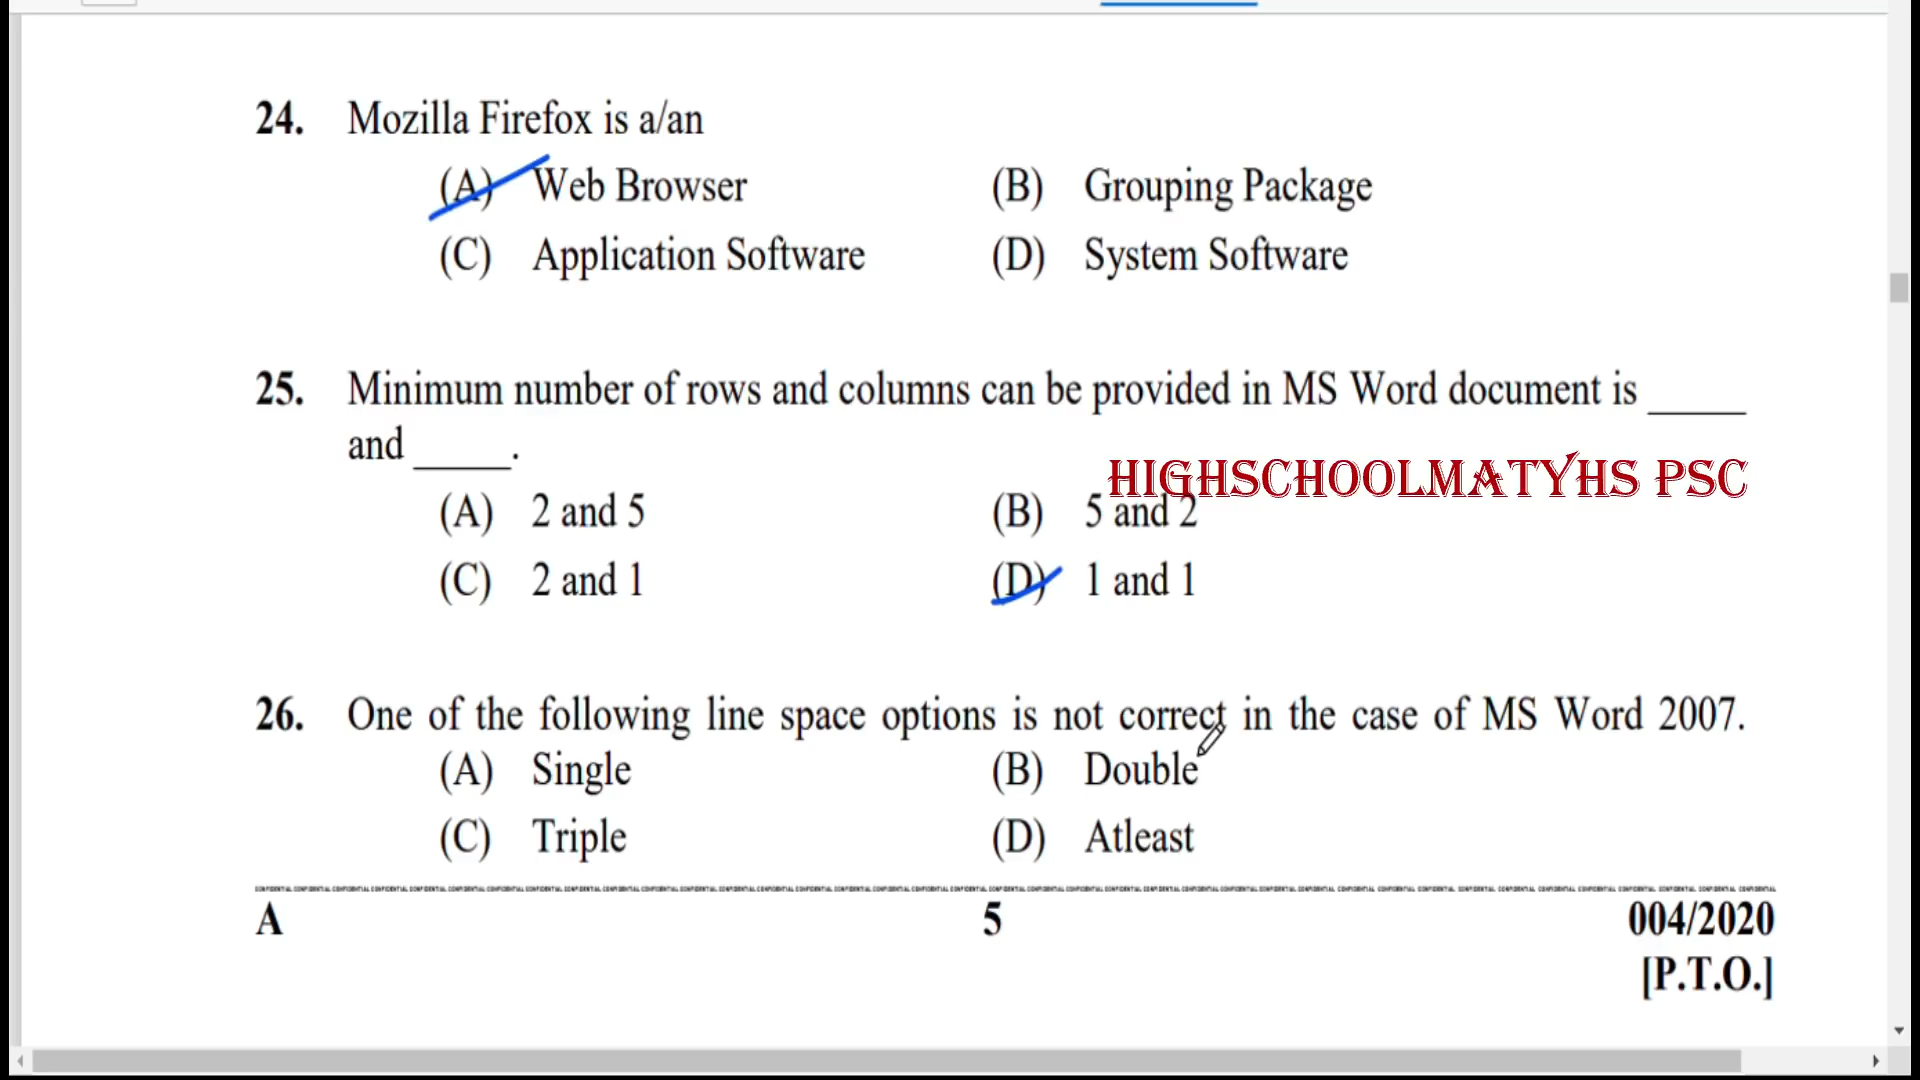 24. Mozilla Firefox is a/an
(A) Web Browser (B) Grouping Package
(C) Application Software (D) System Software
25. Minimum number of rows and columns can be provided in MS Word document is _____
and _____.
HIGHSCHOOLMATYHS PSC
(A) 2 and 5 (B) 5 and 2
(C) 2 and 1 (D) 1 and 1
26. One of the following line space options is not correct in the case of MS Word 2007.
(A) Single (B) Double
(C) Triple (D) Atleast
A 5 004/2020
[P.T.O.]